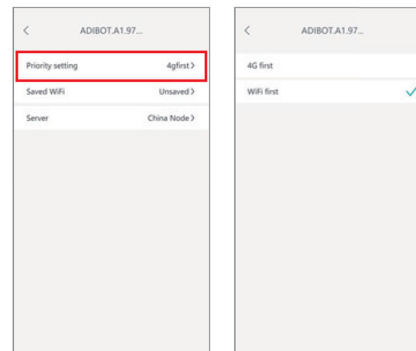 ADIBOT.A1.97...
Priority setting 4gfirst
Saved WiFi Unsaved
Server China Node
ADIBOT.A1.97...
4G first
WiFi first